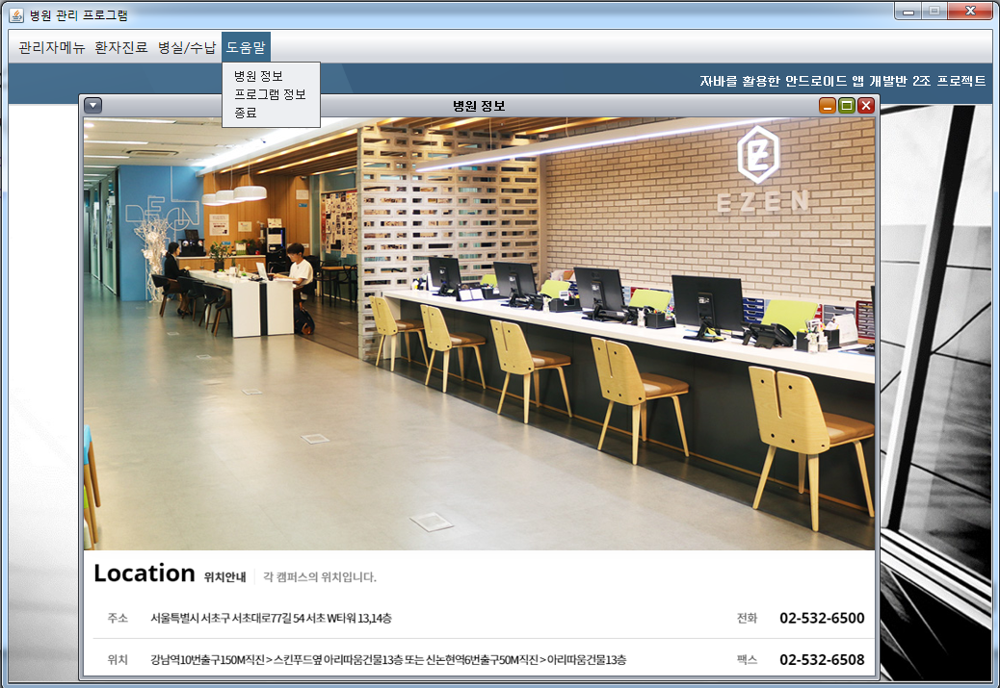 병원 관리 프로그램
관리자메뉴 환자진료 병실/수납 도움말
병원 정보
프로그램 정보
종료
자바를 활용한 안드로이드 앱 개발반 2조 프로젝트
병원 정보
DEAN
EZEN
Location 위치안내 각 캠퍼스의 위치입니다.
주소 서울특별시 서초구 서초대로77길 54 서초 W타워 13,14층 전화 02-532-6500
위치 강남역10번출구150M직진 > 스킨푸드옆 아리따움건물13층 또는 신논현역6번출구50M직진 > 아리따움건물13층 팩스 02-532-6508